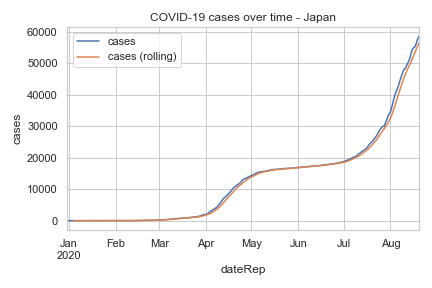 COVID-19 cases over time - Japan
cases
cases (rolling)
60000
50000
40000
30000
20000
10000
0
cases
Jan Feb Mar Apr May Jun Jul Aug
2020
dateRep